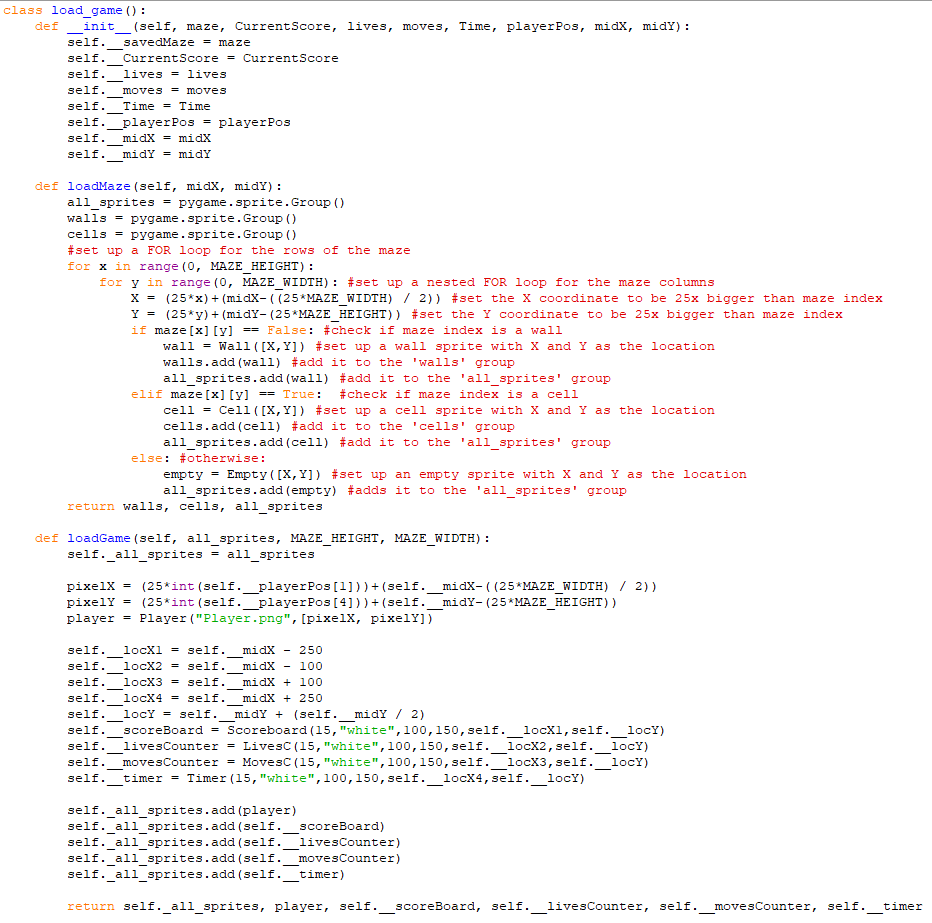 class load_game():
    def __init__(self, maze, CurrentScore, lives, moves, Time, playerPos, midX, midY):
        self.__savedMaze = maze
        self.__CurrentScore = CurrentScore
        self.__lives = lives
        self.__moves = moves
        self.__Time = Time
        self.__playerPos = playerPos
        self.__midX = midX
        self.__midY = midY

    def loadMaze(self, midX, midY):
        all_sprites = pygame.sprite.Group()
        walls = pygame.sprite.Group()
        cells = pygame.sprite.Group()
        #set up a FOR loop for the rows of the maze
        for x in range(0, MAZE_HEIGHT):
            for y in range(0, MAZE_WIDTH): #set up a nested FOR loop for the maze columns
                X = (25*x)+(midX-((25*MAZE_WIDTH) / 2)) #set the X coordinate to be 25x bigger than maze index
                Y = (25*y)+(midY-(25*MAZE_HEIGHT)) #set the Y coordinate to be 25x bigger than maze index
                if maze[x][y] == False: #check if maze index is a wall
                    wall = Wall([X,Y]) #set up a wall sprite with X and Y as the location
                    walls.add(wall) #add it to the 'walls' group
                    all_sprites.add(wall) #add it to the 'all_sprites' group
                elif maze[x][y] == True:  #check if maze index is a cell
                    cell = Cell([X,Y]) #set up a cell sprite with X and Y as the location
                    cells.add(cell) #add it to the 'cells' group
                    all_sprites.add(cell) #add it to the 'all_sprites' group
                else: #otherwise:
                    empty = Empty([X,Y]) #set up an empty sprite with X and Y as the location
                    all_sprites.add(empty) #adds it to the 'all_sprites' group
        return walls, cells, all_sprites

    def loadGame(self, all_sprites, MAZE_HEIGHT, MAZE_WIDTH):
        self._all_sprites = all_sprites

        pixelX = (25*int(self.__playerPos[1]))+(self.__midX-((25*MAZE_WIDTH) / 2))
        pixelY = (25*int(self.__playerPos[4]))+(self.__midY-(25*MAZE_HEIGHT))
        player = Player("Player.png",[pixelX, pixelY])

        self.__locX1 = self.__midX - 250
        self.__locX2 = self.__midX - 100
        self.__locX3 = self.__midX + 100
        self.__locX4 = self.__midX + 250
        self.__locY = self.__midY + (self.__midY / 2)
        self.__scoreBoard = Scoreboard(15,"white",100,150,self.__locX1,self.__locY)
        self.__livesCounter = LivesC(15,"white",100,150,self.__locX2,self.__locY)
        self.__movesCounter = MovesC(15,"white",100,150,self.__locX3,self.__locY)
        self.__timer = Timer(15,"white",100,150,self.__locX4,self.__locY)

        self._all_sprites.add(player)
        self._all_sprites.add(self.__scoreBoard)
        self._all_sprites.add(self.__livesCounter)
        self._all_sprites.add(self.__movesCounter)
        self._all_sprites.add(self.__timer)

        return self._all_sprites, player, self.__scoreBoard, self.__livesCounter, self.__movesCounter, self.__timer